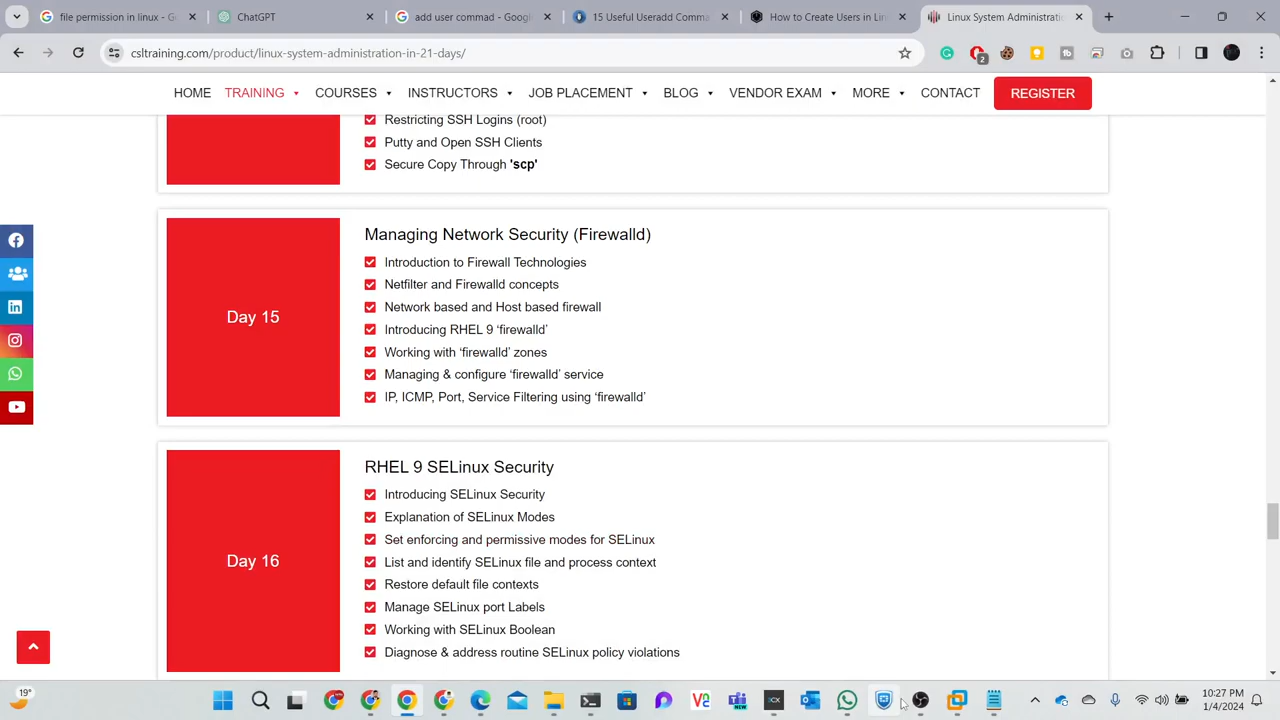 file permission in linux - G
ChatGPT
chmod calculator - Goog
15 Useful Useradd Comma
How to Create Users in Lin
Linux System Administrati
csltraining.com/product/linux-system-administration-in-21-days/
2
HOME TRAINING COURSES INSTRUCTORS JOB PLACEMENT BLOG VENDOR EXAM MORE CONTACT REGISTER
Restricting SSH Logins (root)
Putty and Open SSH Clients
Secure Copy Through 'scp'
Day 15
Managing Network Security (Firewalld)
Introduction to Firewall Technologies
Netfilter and Firewalld concepts
Network based and Host based firewall
Introducing RHEL 9 ‘firewalld’
Working with ‘firewalld’ zones
Managing & configure ‘firewalld’ service
IP, ICMP, Port, Service Filtering using ‘firewalld’
Day 16
RHEL 9 SELinux Security
Introducing SELinux Security
Explanation of SELinux Modes
Set enforcing and permissive modes for SELinux
List and identify SELinux file and process context
Restore default file contexts
Manage SELinux port Labels
Working with SELinux Boolean
Diagnose & address routine SELinux policy violations
19°
NEW
10:27 PM
1/4/2024